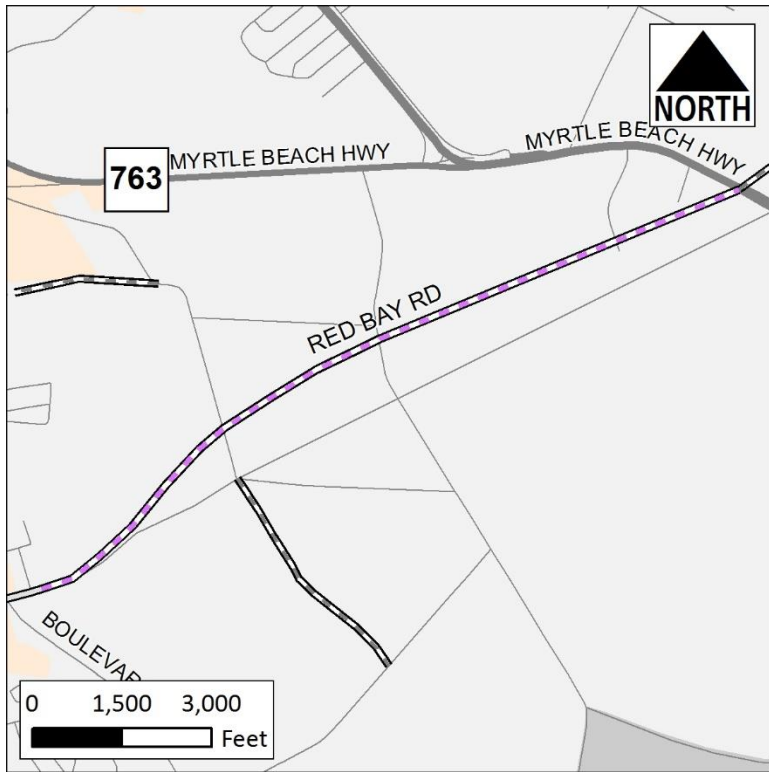 NORTH
MYRTLE BEACH HWY
MYRTLE BEACH HWY
763
RED BAY RD
BOULEVAR
0 1,500 3,000
Feet